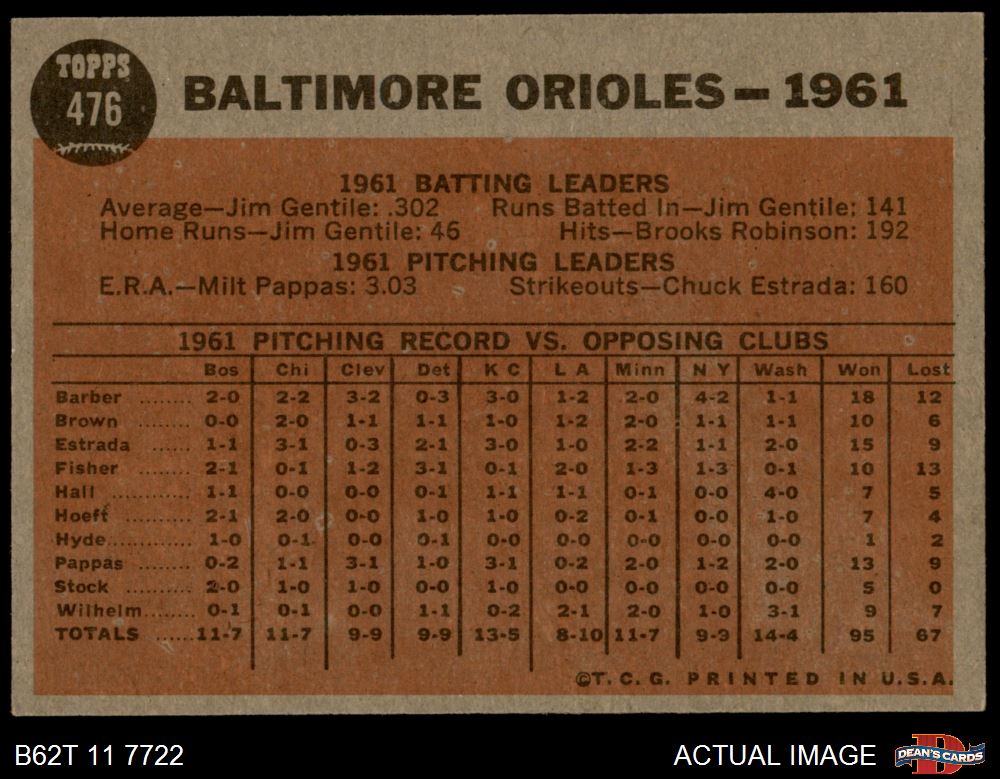 TOPPS
476
BALTIMORE ORIOLES—1961
1961 BATTING LEADERS
Average—Jim Gentile: .302 Runs Batted In—Jim Gentile: 141
Home Runs—Jim Gentile: 46 Hits—Brooks Robinson: 192
1961 PITCHING LEADERS
E.R.A.—Milt Pappas: 3.03 Strikeouts—Chuck Estrada: 160
1961 PITCHING RECORD VS. OPPOSING CLUBS
Bos Chi Clev Det K C L A Minn N Y Wash Won Lost
Barber ........ 2-0 2-2 3-2 0-3 3-0 1-2 2-0 4-2 1-1 18 12
Brown ........ 0-0 2-0 1-1 1-1 1-0 1-2 2-0 1-1 1-1 10 6
Estrada ...... 1-1 3-1 0-3 2-1 3-0 1-0 2-2 1-1 2-0 15 9
Fisher ....... 2-1 0-1 1-2 3-1 0-1 2-0 1-3 1-3 0-1 10 13
Hall ........... 1-1 0-0 0-0 0-1 1-1 1-1 0-1 0-0 4-0 7 5
Hoeft ......... 2-1 2-0 0-0 1-0 1-0 0-2 0-1 0-0 1-0 7 4
Hyde............ 1-0 0-1 0-0 0-1 0-0 0-0 0-0 0-0 0-0 1 2
Pappas ....... 0-2 1-1 3-1 1-0 3-1 0-2 2-0 1-2 2-0 13 9
Stock ......... 2-0 1-0 1-0 0-0 1-0 0-0 0-0 0-0 0-0 5 0
Wilhelm....... 0-1 0-1 0-0 1-1 0-2 2-1 2-0 1-0 3-1 9 7
TOTALS ......11-7 11-7 9-9 9-9 13-5 8-10 11-7 9-9 14-4 95 67
©T. C. G. PRINTED IN U.S.A.
B62T 11 7722 ACTUAL IMAGE DEAN'S CARDS